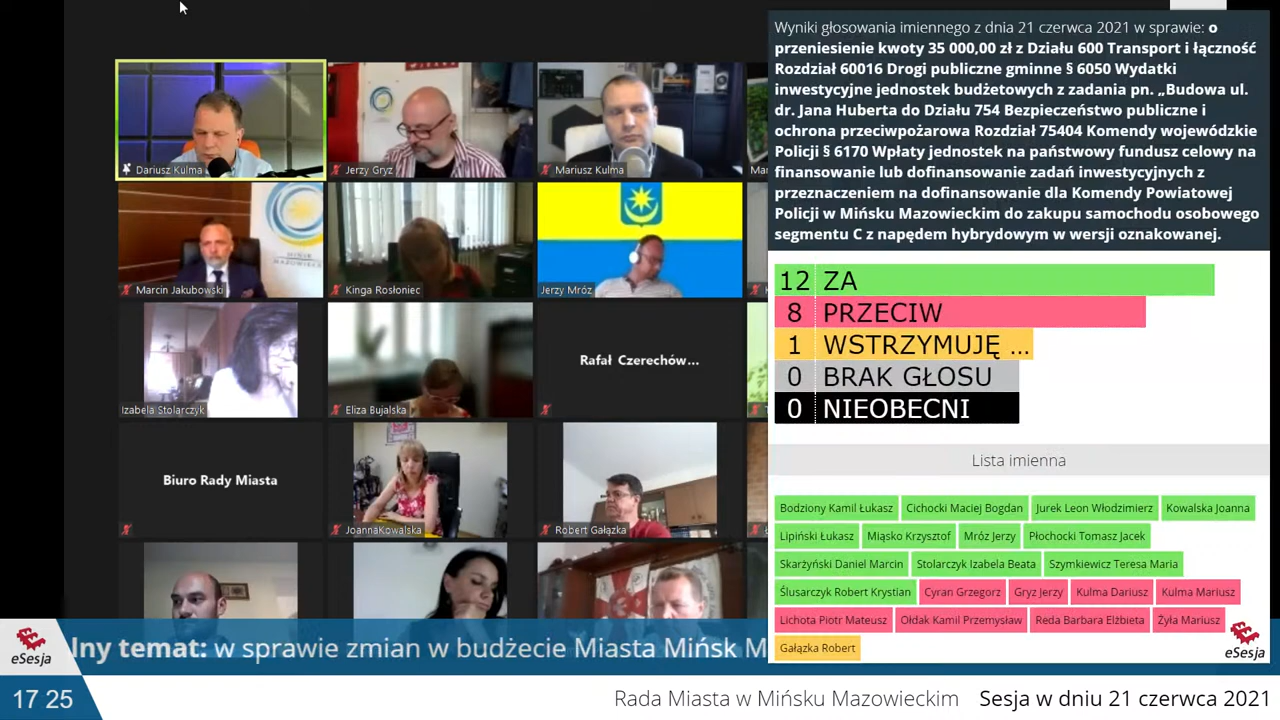 Wyniki głosowania imiennego z dnia 21 czerwca 2021 w sprawie: o
przeniesienie kwoty 35 000,00 zł z Działu 600 Transport i łączność
Rozdział 60016 Drogi publiczne gminne § 6050 Wydatki
inwestycyjne jednostek budżetowych z zadania pn. „Budowa ul.
dr. Jana Huberta do Działu 754 Bezpieczeństwo publiczne i
ochrona przeciwpożarowa Rozdział 75404 Komendy wojewódzkie
Policji § 6170 Wpłaty jednostek na państwowy fundusz celowy na
finansowanie lub dofinansowanie zadań inwestycyjnych z
przeznaczeniem na dofinansowanie dla Komendy Powiatowej
Policji w Mińsku Mazowieckim do zakupu samochodu osobowego
segmentu C z napędem hybrydowym w wersji oznakowanej.
12 ZA
8 PRZECIW
1 WSTRZYMUJĘ ...
0 BRAK GŁOSU
0 NIEOBECNI
Lista imienna
Bodziony Kamil Łukasz Cichocki Maciej Bogdan Jurek Leon Włodzimierz Kowalska Joanna
Lipiński Łukasz Miąsko Krzysztof Mróz Jerzy Płochocki Tomasz Jacek
Skarżyński Daniel Marcin Stolarczyk Izabela Beata Szymkiewicz Teresa Maria
Ślusarczyk Robert Krystian Cyran Grzegorz Gryz Jerzy Kulma Dariusz Kulma Mariusz
Lichota Piotr Mateusz Ołdak Kamil Przemysław Reda Barbara Elżbieta Żyła Mariusz
Gałązka Robert
eSesja
Dariusz Kulma Jerzy Gryz Mariusz Kulma
Marcin Jakubowski Kinga Rosłoniec Jerzy Mróz
MIŃSK
MAZOWIECKI
Izabela Stolarczyk Eliza Bujalska Rafał Czerechów...
Biuro Rady Miasta JoannaKowalska Robert Gałązka
eSesja
lny temat: w sprawie zmian w budżecie Miasta Mińsk M
17 25
Rada Miasta w Mińsku Mazowieckim Sesja w dniu 21 czerwca 2021